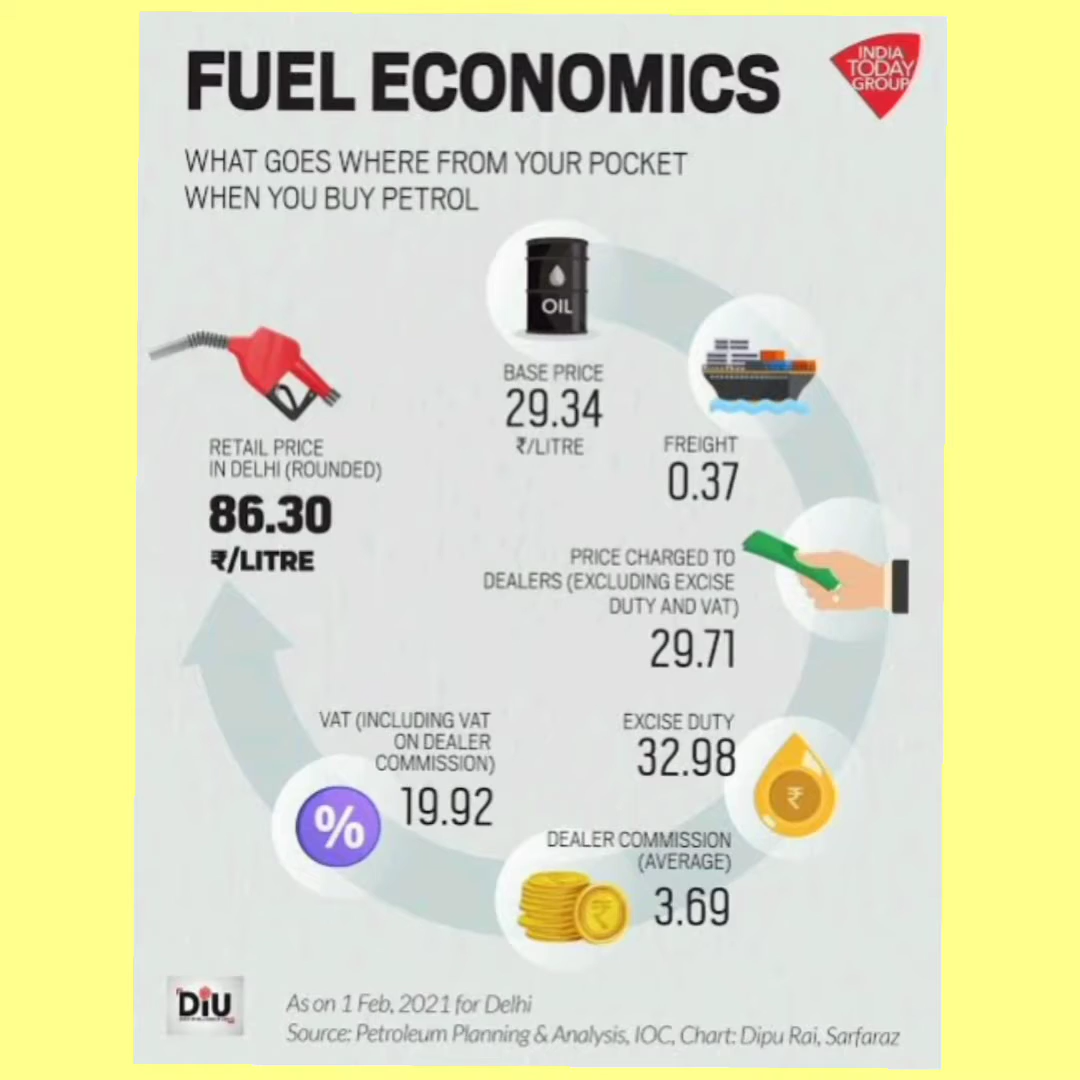 FUEL ECONOMICS
INDIA
TODAY
GROUP
WHAT GOES WHERE FROM YOUR POCKET
WHEN YOU BUY PETROL
OIL
BASE PRICE
29.34
₹/LITRE
FREIGHT
0.37
RETAIL PRICE
IN DELHI (ROUNDED)
86.30
₹/LITRE
PRICE CHARGED TO
DEALERS (EXCLUDING EXCISE
DUTY AND VAT)
29.71
EXCISE DUTY
32.98
₹
DEALER COMMISSION
(AVERAGE)
3.69
₹
VAT (INCLUDING VAT
ON DEALER
COMMISSION)
19.92
%
DiU
As on 1 Feb, 2021 for Delhi
Source: Petroleum Planning & Analysis, IOC, Chart: Dipu Rai, Sarfaraz